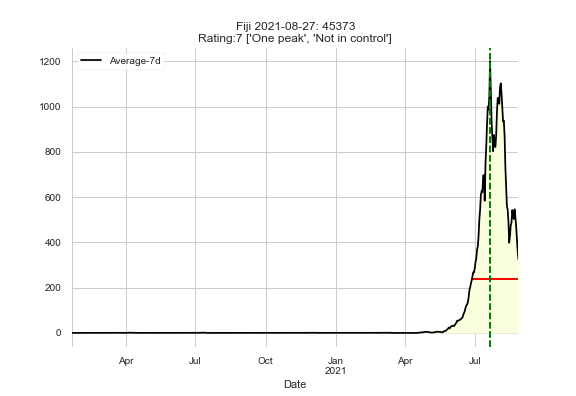 Fiji 2021-08-27: 45373
Rating:7 ['One peak', 'Not in control']
Average-7d
1200
1000
800
600
400
200
0
Apr Jul Oct Jan Apr Jul
2021
Date